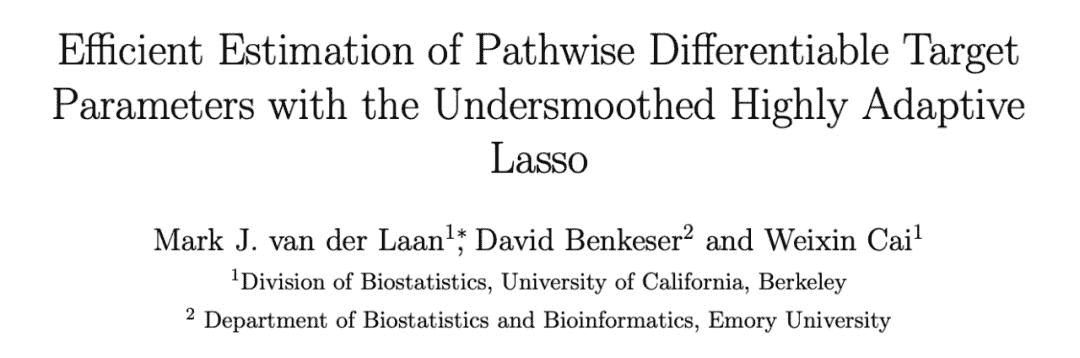 Efficient Estimation of Pathwise Differentiable Target
Parameters with the Undersmoothed Highly Adaptive
Lasso
Mark J. van der Laan¹*, David Benkeser² and Weixin Cai¹
¹Division of Biostatistics, University of California, Berkeley
² Department of Biostatistics and Bioinformatics, Emory University